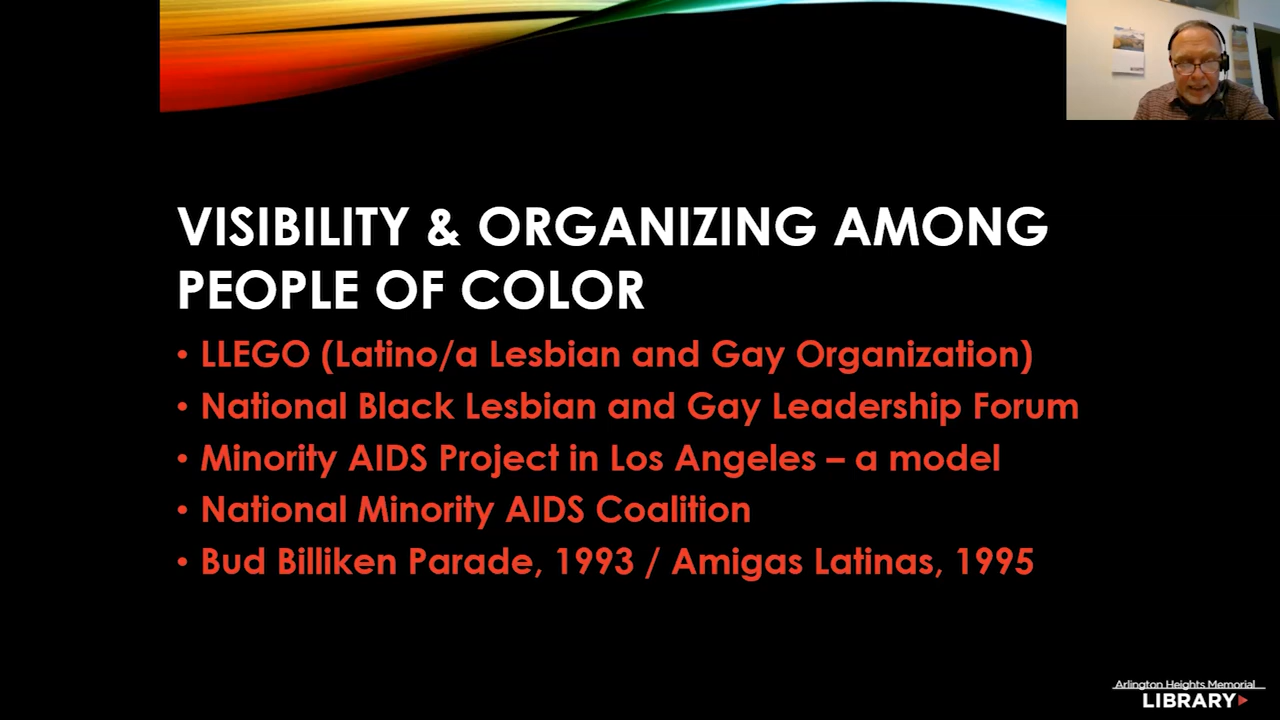 VISIBILITY & ORGANIZING AMONG
PEOPLE OF COLOR
• LLEGO (Latino/a Lesbian and Gay Organization)
• National Black Lesbian and Gay Leadership Forum
• Minority AIDS Project in Los Angeles – a model
• National Minority AIDS Coalition
• Bud Billiken Parade, 1993 / Amigas Latinas, 1995
Arlington Heights Memorial
LIBRARY